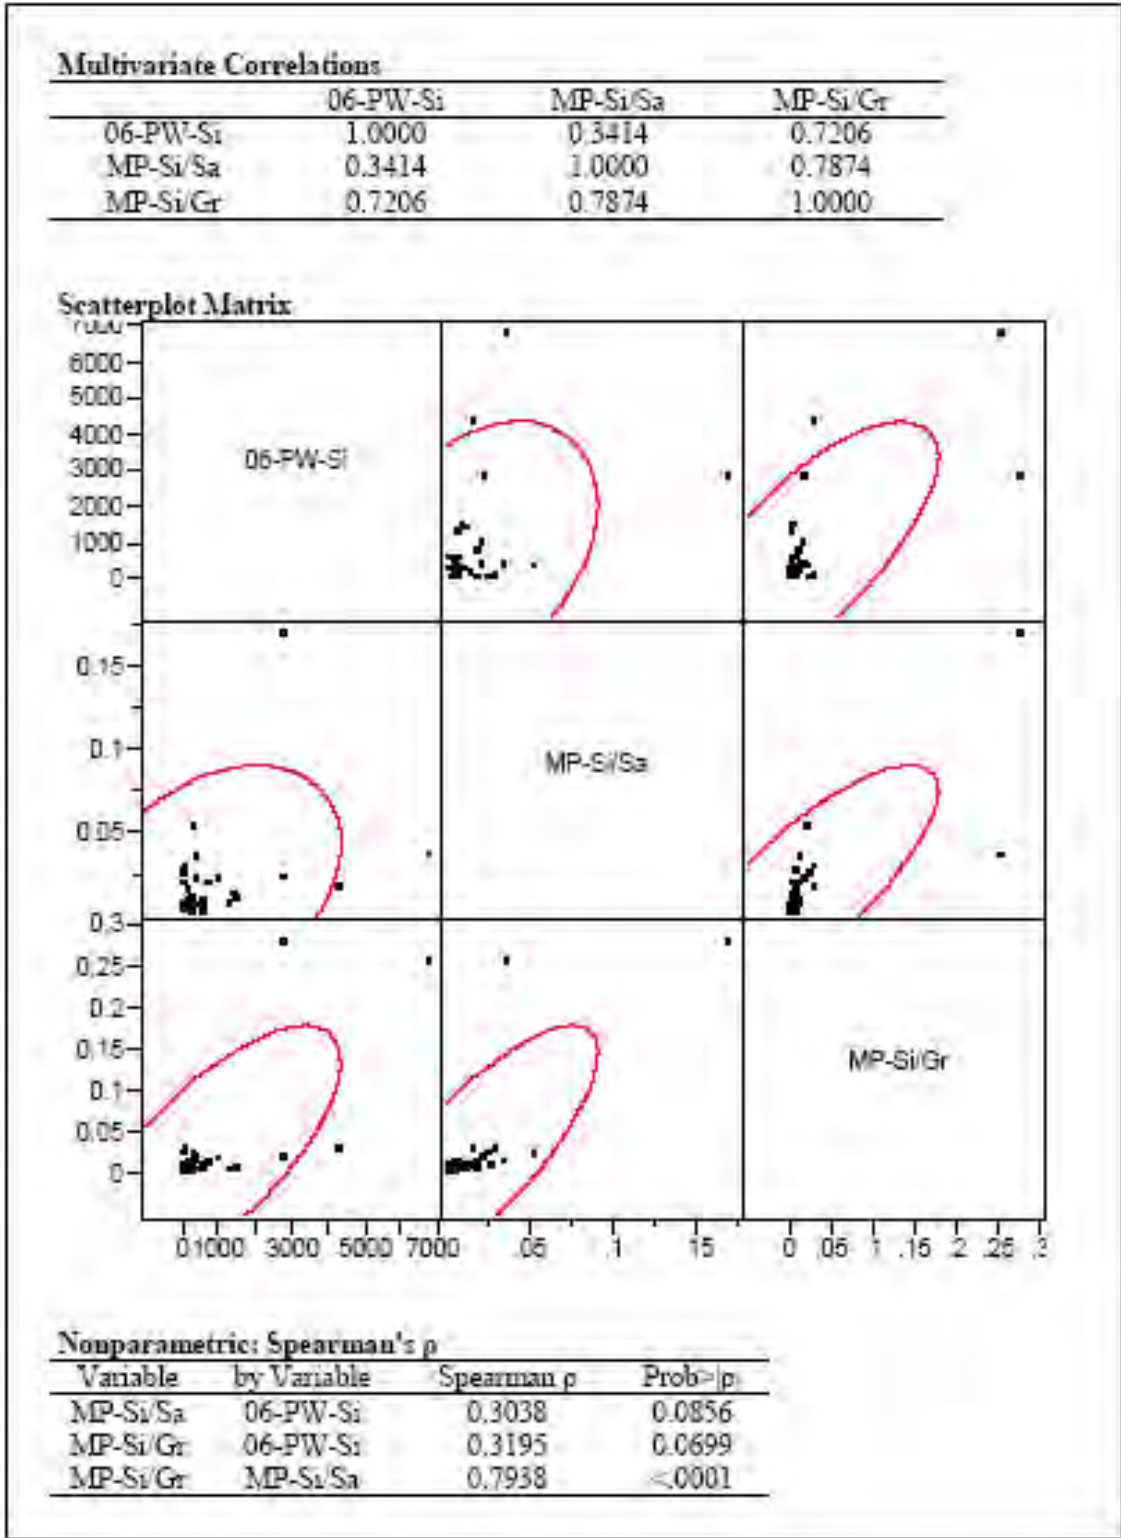 Multivariate Correlations
06-PW-Si MP-Si/Sa MP-Si/Gr
06-PW-Si 1.0000 0.3414 0.7206
MP-Si/Sa 0.3414 1.0000 0.7874
MP-Si/Gr 0.7206 0.7874 1.0000
Scatterplot Matrix
7000
6000
5000
4000
3000
2000
1000
0
06-PW-Si
0.15
0.1
0.05
MP-Si/Sa
0.3
0.25
0.2
0.15
0.1
0.05
0
MP-Si/Gr
0 1000 3000 5000 7000 .05 .1 .15 0 .05 .1 .15 .2 .25 .3
Nonparametric: Spearman's ρ
Variable by Variable Spearman ρ Prob>|ρ|
MP-Si/Sa 06-PW-Si 0.3038 0.0856
MP-Si/Gr 06-PW-Si 0.3195 0.0699
MP-Si/Gr MP-Si/Sa 0.7938 <.0001